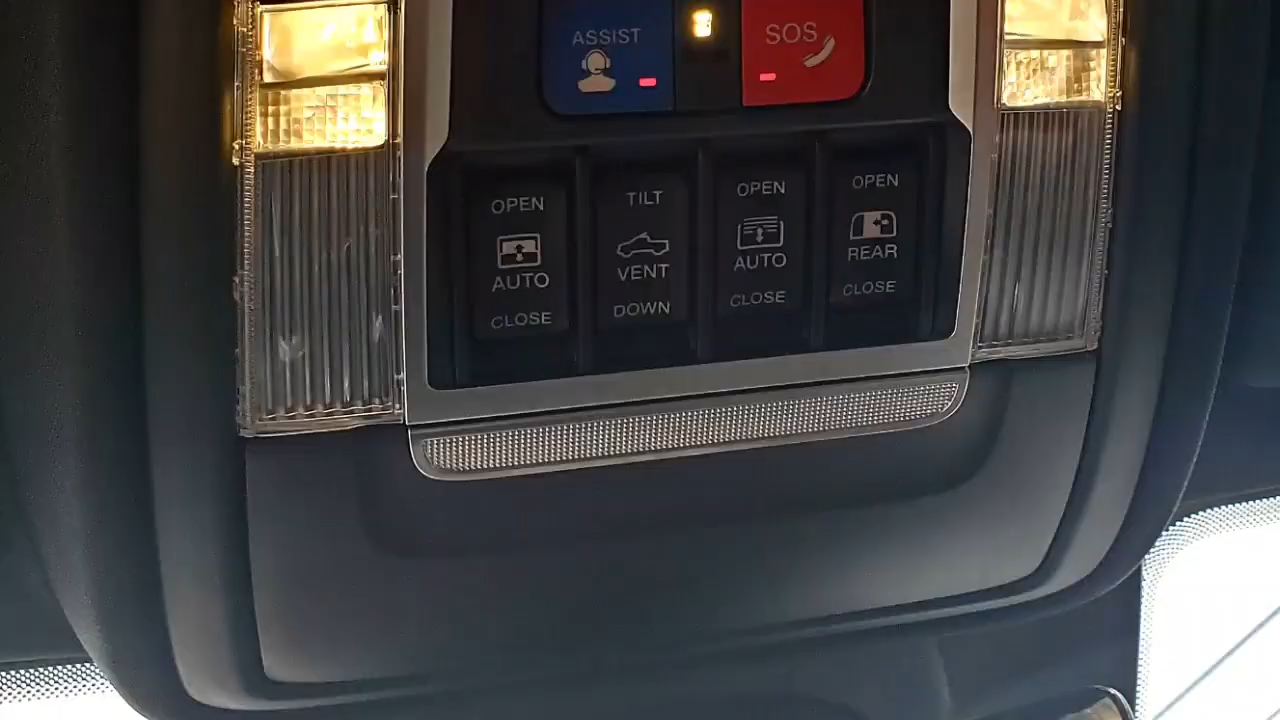 ASSIST
SOS
OPEN
AUTO
CLOSE
TILT
VENT
DOWN
OPEN
AUTO
CLOSE
OPEN
REAR
CLOSE